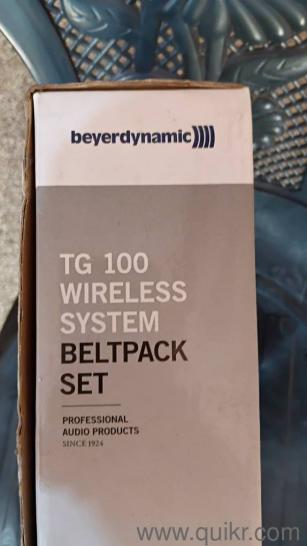 beyerdynamic
TG 100
WIRELESS
SYSTEM
BELTPACK
SET
PROFESSIONAL
AUDIO PRODUCTS
SINCE 1924
www.quikr.com